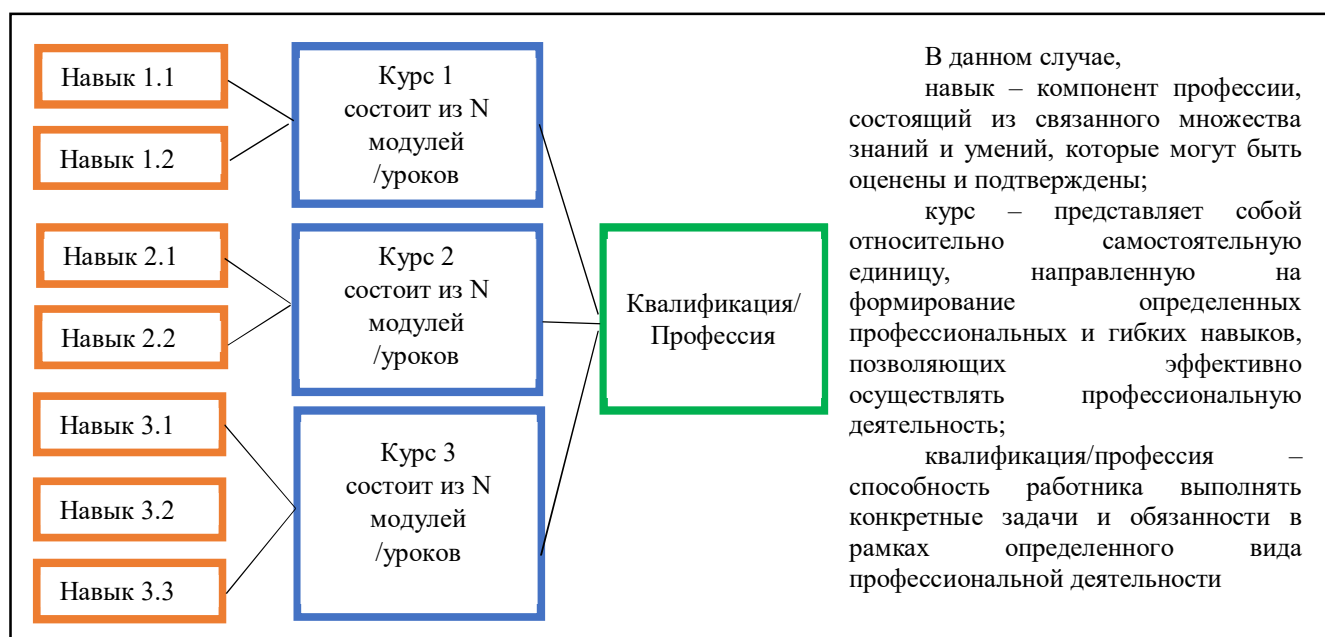 Навык 1.1
Навык 1.2
Навык 2.1
Навык 2.2
Навык 3.1
Навык 3.2
Навык 3.3
Курс 1
состоит из N
модулей
/уроков
Курс 2
состоит из N
модулей
/уроков
Курс 3
состоит из N
модулей
/уроков
Квалификация/
Профессия
В данном случае,
навык – компонент профессии,
состоящий из связанного множества
знаний и умений, которые могут быть
оценены и подтверждены;
курс – представляет собой
относительно самостоятельную
единицу, направленную на
формирование определенных
профессиональных и гибких навыков,
позволяющих эффективно
осуществлять профессиональную
деятельность;
квалификация/профессия –
способность работника выполнять
конкретные задачи и обязанности в
рамках определенного вида
профессиональной деятельности